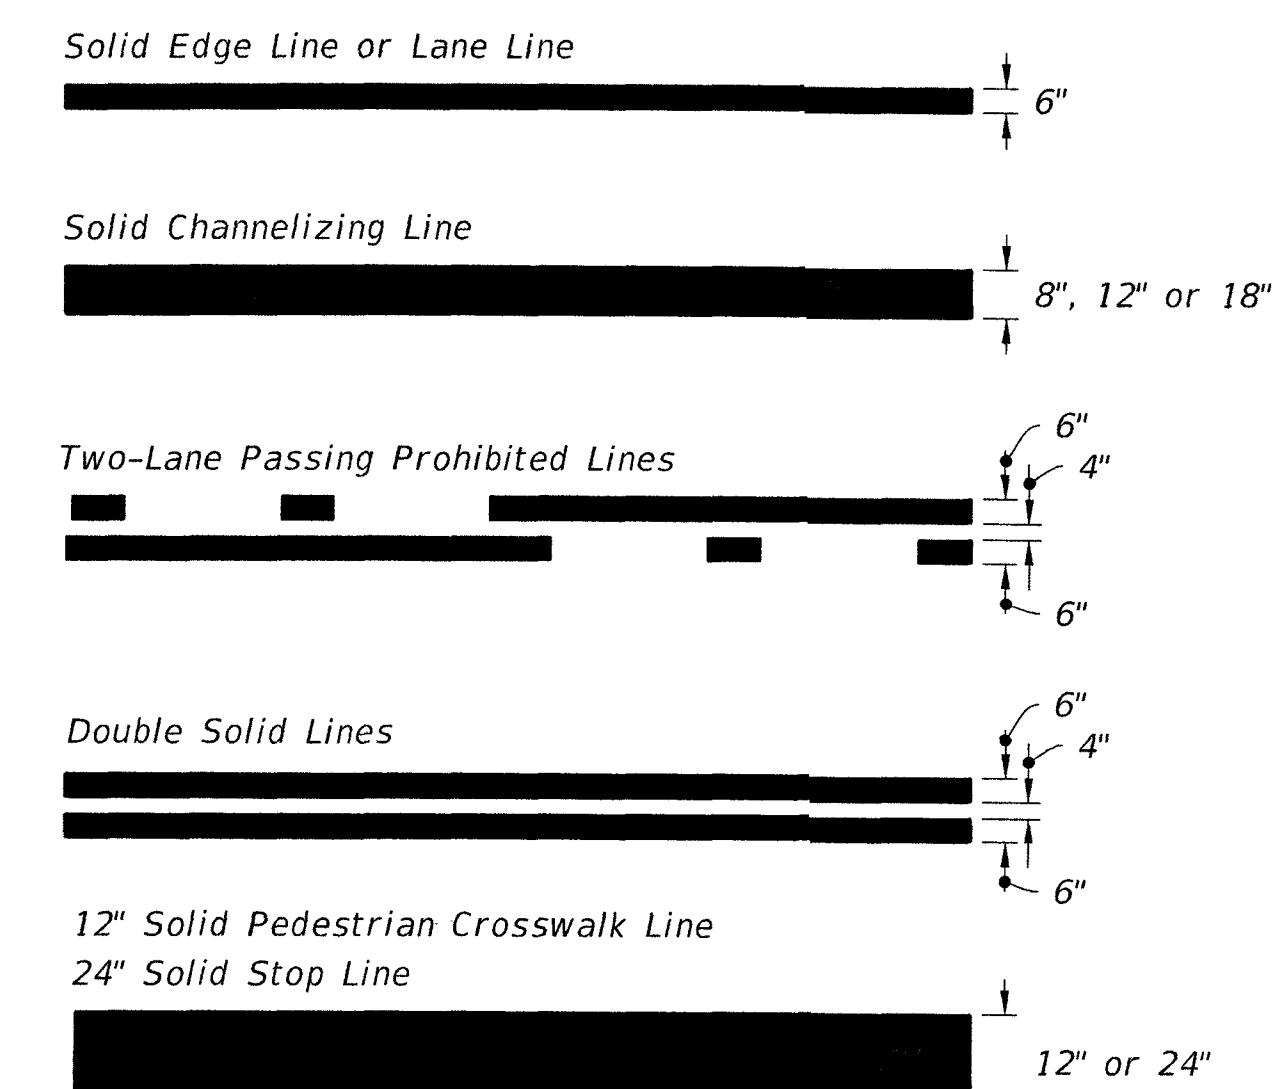 Solid Edge Line or Lane Line
6"
Solid Channelizing Line
8", 12" or 18"
6"
Two-Lane Passing Prohibited Lines
4"
6"
6"
Double Solid Lines
4"
6"
12" Solid Pedestrian Crosswalk Line
24" Solid Stop Line
12" or 24"